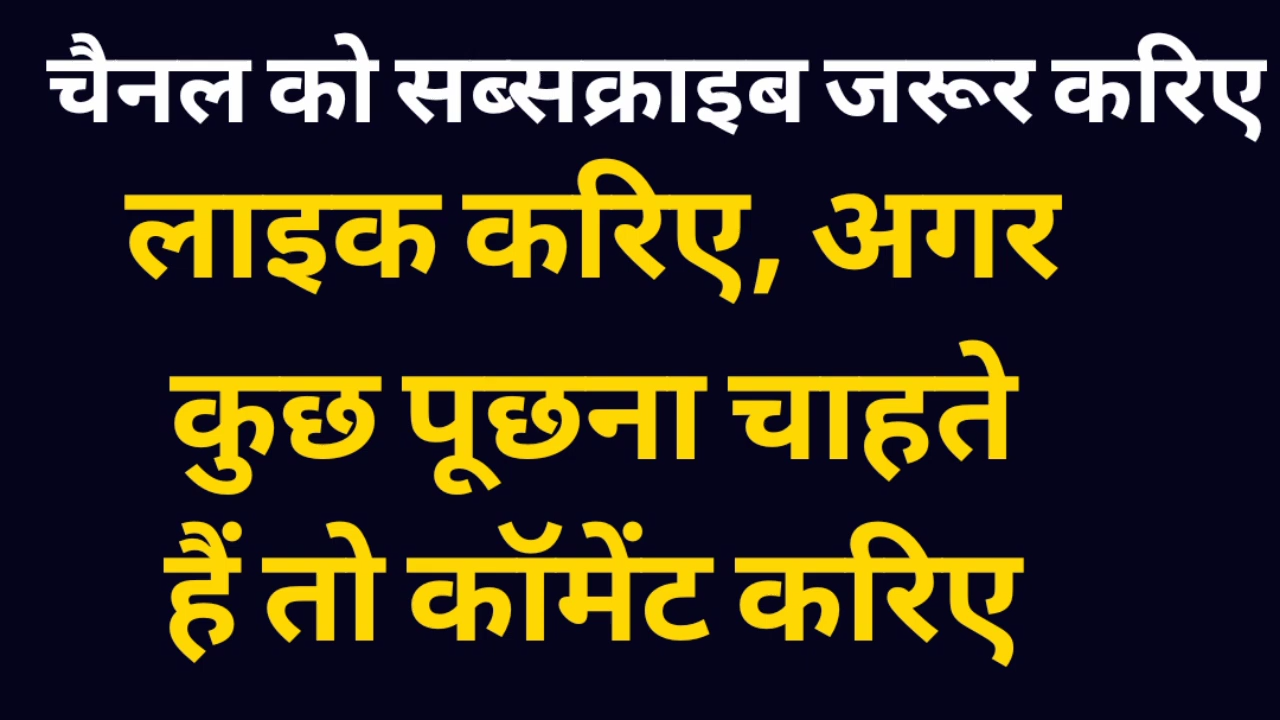 चैनल को सब्सक्राइब जरूर करिए
लाइक करिए, अगर
कुछ पूछना चाहते
हैं तो कॉमेंट करिए